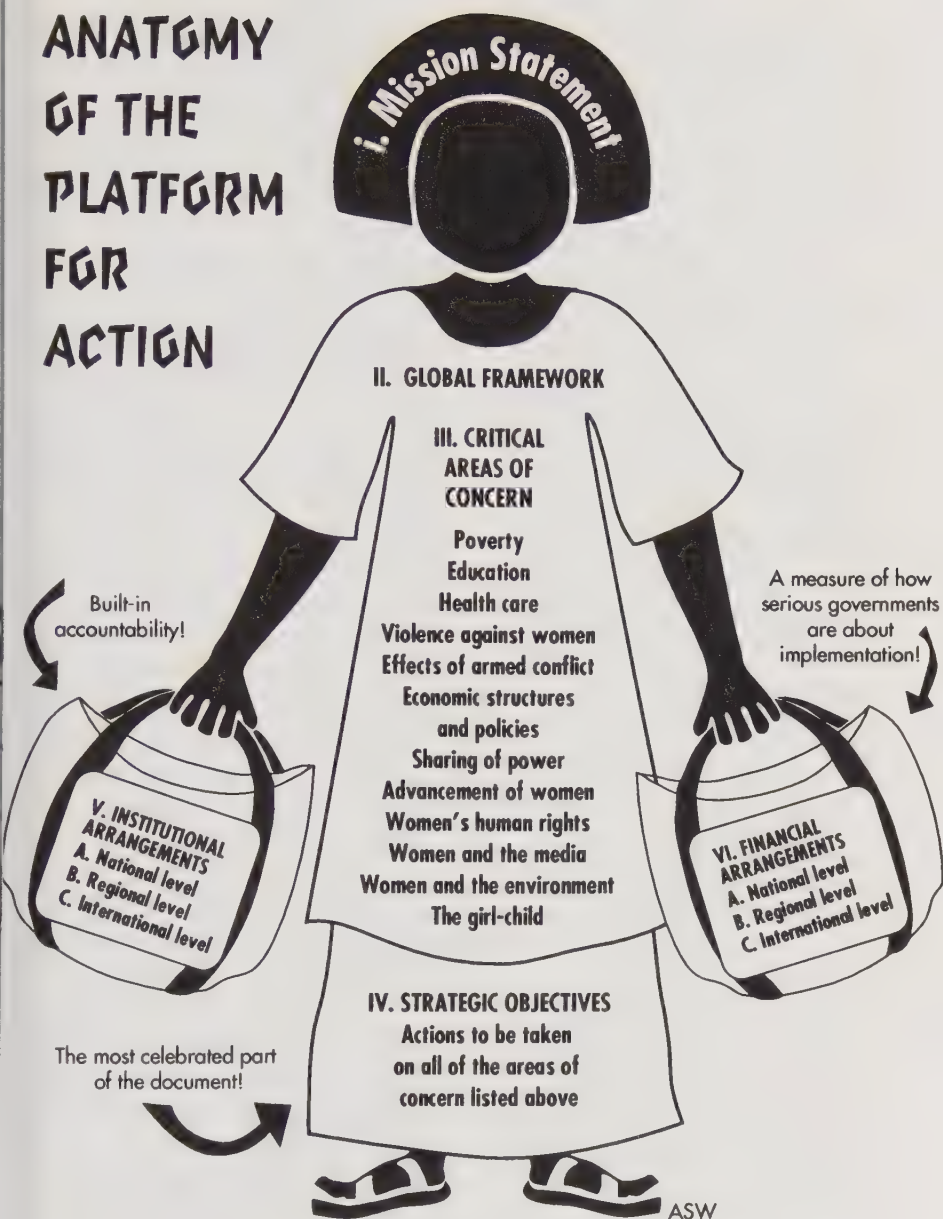 ANATOMY
OF THE
PLATFORM
FOR
ACTION
i. Mission Statement
II. GLOBAL FRAMEWORK
III. CRITICAL
AREAS OF
CONCERN
Poverty
Education
Health care
Violence against women
Effects of armed conflict
Economic structures
and policies
Sharing of power
Advancement of women
Women's human rights
Women and the media
Women and the environment
The girl-child
Built-in
accountability!
A measure of how
serious governments
are about
implementation!
V. INSTITUTIONAL
ARRANGEMENTS
A. National level
B. Regional level
C. International level
VI. FINANCIAL
ARRANGEMENTS
A. National level
B. Regional level
C. International level
IV. STRATEGIC OBJECTIVES
Actions to be taken
on all of the areas of
concern listed above
The most celebrated part
of the document!
ASW